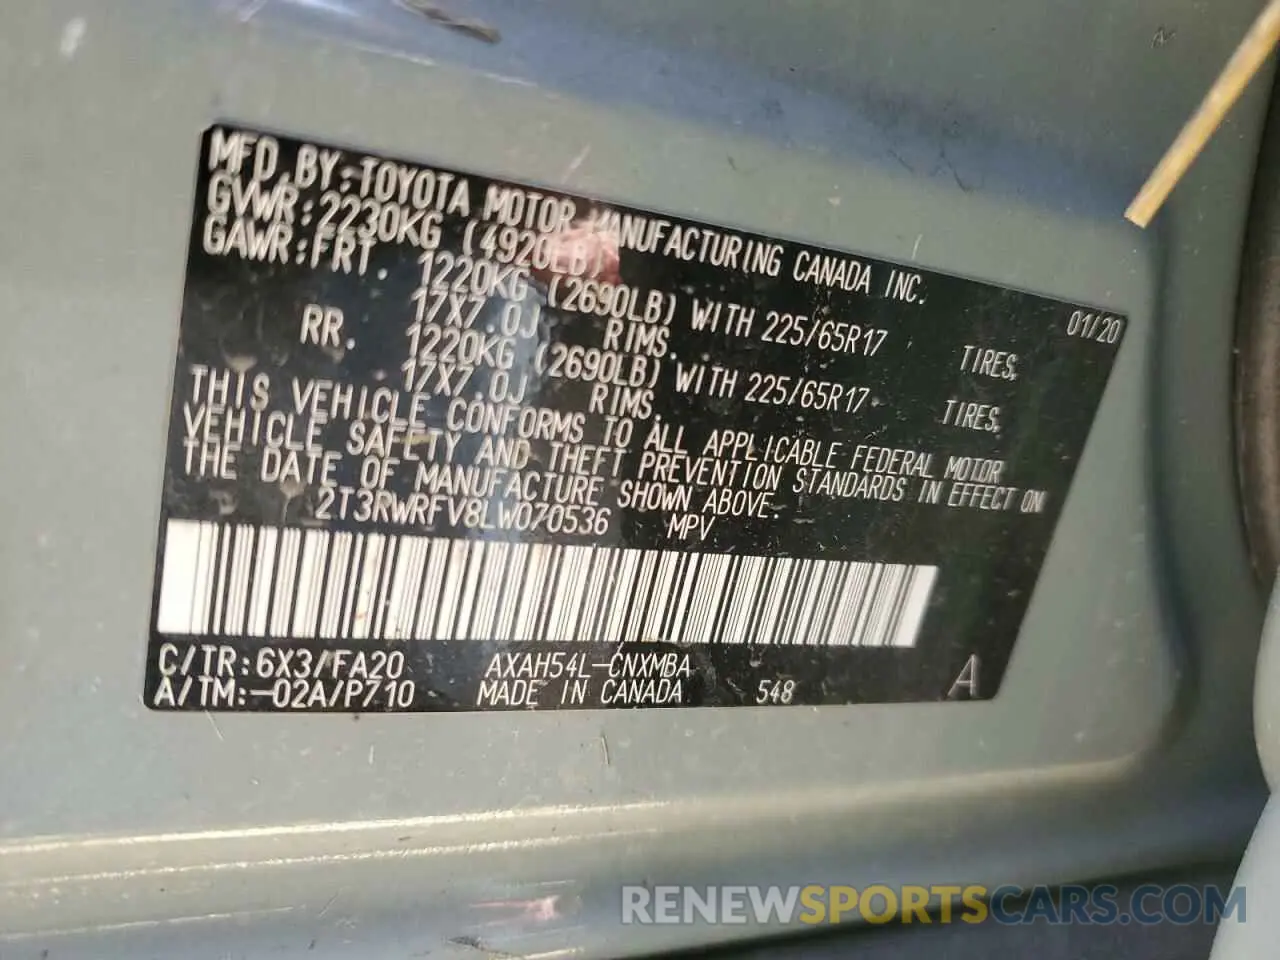 MFD. BY: TOYOTA MOTOR MANUFACTURING CANADA INC.
GVWR: 2230KG (4920LB) 01/20
GAWR: FRT. 1220KG (2690LB) WITH 225/65R17 TIRES,
17X7.0J RIMS.
RR. 1220KG (2690LB) WITH 225/65R17 TIRES,
17X7.0J RIMS.
THIS VEHICLE CONFORMS TO ALL APPLICABLE FEDERAL MOTOR
VEHICLE SAFETY AND THEFT PREVENTION STANDARDS IN EFFECT ON
THE DATE OF MANUFACTURE SHOWN ABOVE.
2T3RWRFV8LW070536 MPV
C/TR: 6X3/FA20 AXAH54L-CNXMBA
A/TM: -02A/P710 MADE IN CANADA 548 A
RENEWSPORTSCARS.COM